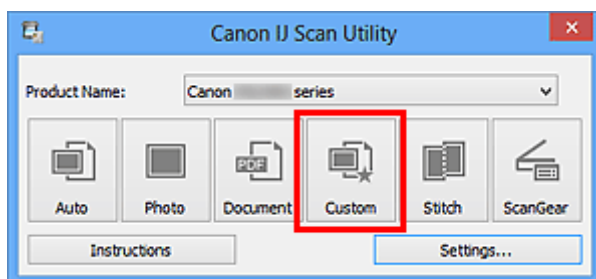 Canon IJ Scan Utility
Product Name: Canon series
Auto Photo Document Custom Stitch ScanGear
PDF
Instructions Settings...